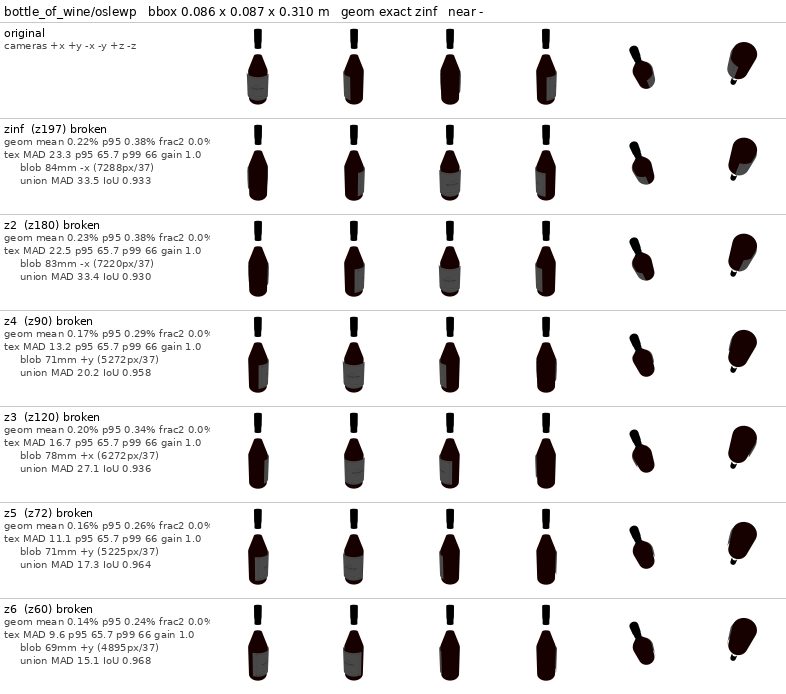 bottle_of_wine/oslewp   bbox 0.086 x 0.087 x 0.310 m   geom exact zinf   near -
original
cameras +x +y -x -y +z -z
zinf  (z197) broken
geom mean 0.22% p95 0.38% frac2 0.0%
tex MAD 23.3 p95 65.7 p99 66 gain 1.0
blob 84mm -x (7288px/37)
union MAD 33.5 IoU 0.933
z2  (z180) broken
geom mean 0.23% p95 0.38% frac2 0.0%
tex MAD 22.5 p95 65.7 p99 66 gain 1.0
blob 83mm -x (7220px/37)
union MAD 33.4 IoU 0.930
z4  (z90) broken
geom mean 0.17% p95 0.29% frac2 0.0%
tex MAD 13.2 p95 65.7 p99 66 gain 1.0
blob 71mm +y (5272px/37)
union MAD 20.2 IoU 0.958
z3  (z120) broken
geom mean 0.20% p95 0.34% frac2 0.0%
tex MAD 16.7 p95 65.7 p99 66 gain 1.0
blob 78mm +x (6272px/37)
union MAD 27.1 IoU 0.936
z5  (z72) broken
geom mean 0.16% p95 0.26% frac2 0.0%
tex MAD 11.1 p95 65.7 p99 66 gain 1.0
blob 71mm +y (5225px/37)
union MAD 17.3 IoU 0.964
z6  (z60) broken
geom mean 0.14% p95 0.24% frac2 0.0%
tex MAD 9.6 p95 65.7 p99 66 gain 1.0
blob 69mm +y (4895px/37)
union MAD 15.1 IoU 0.968